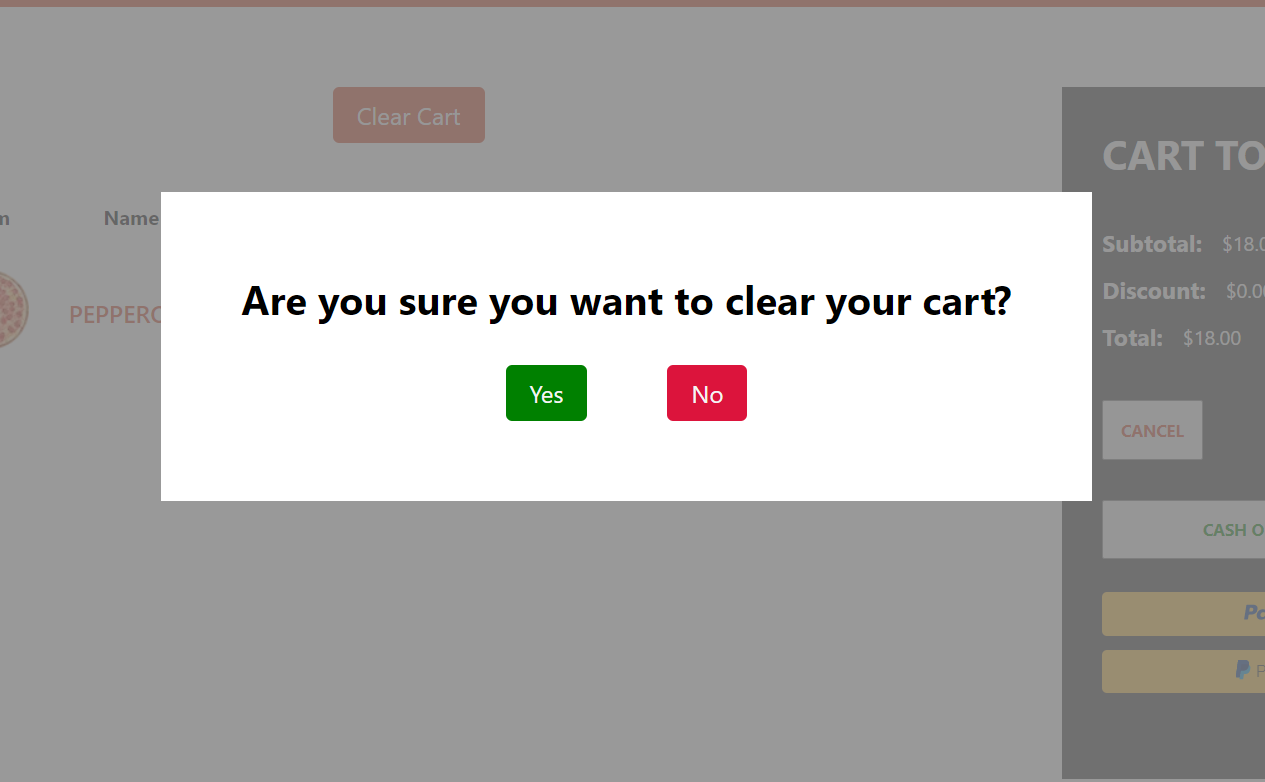 Clear Cart
CART TO
Name
Subtotal: $18.0
Discount: $0.0
PEPPERO
Total: $18.00
Are you sure you want to clear your cart?
Yes No
CANCEL
CASH O
P
P